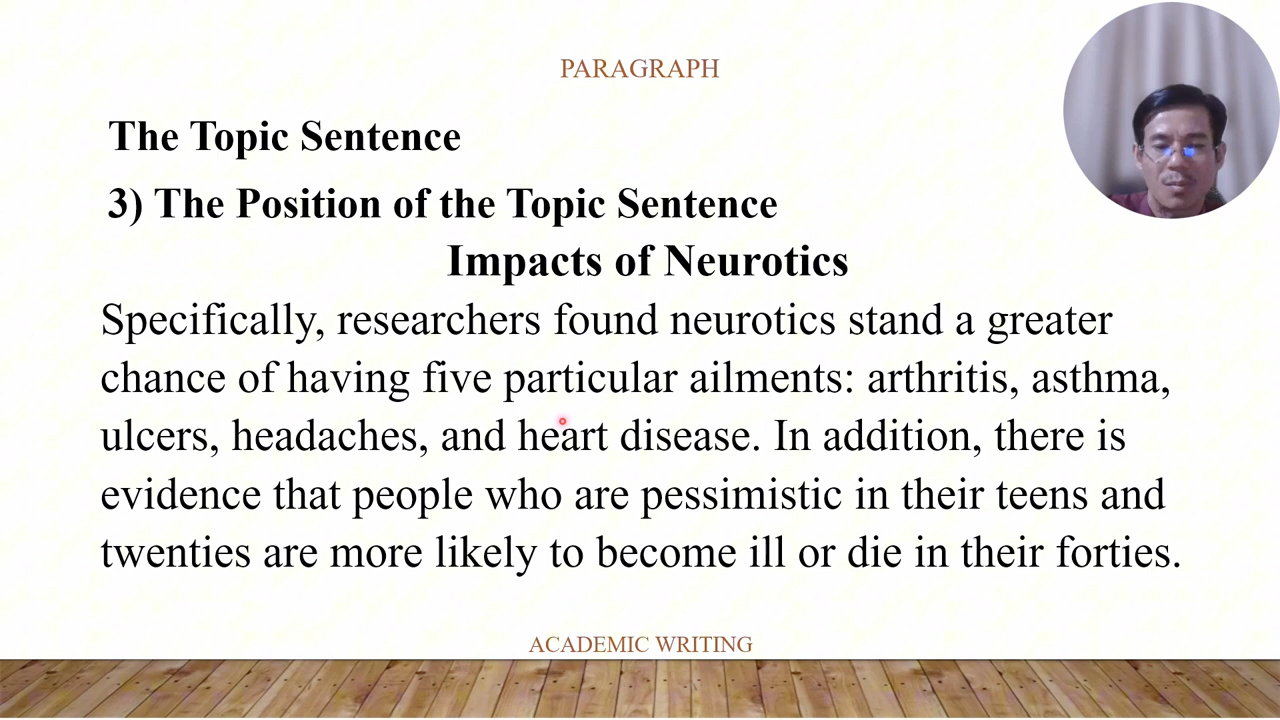 PARAGRAPH
The Topic Sentence
3) The Position of the Topic Sentence
Impacts of Neurotics
Specifically, researchers found neurotics stand a greater
chance of having five particular ailments: arthritis, asthma,
ulcers, headaches, and heart disease. In addition, there is
evidence that people who are pessimistic in their teens and
twenties are more likely to become ill or die in their forties.
ACADEMIC WRITING